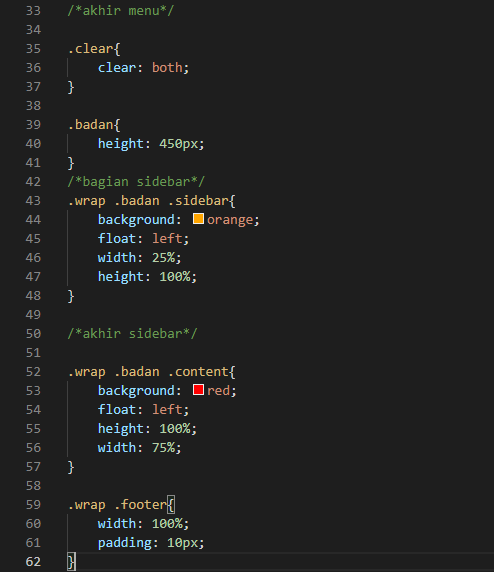 33 /*akhir menu*/
34
35 .clear{
36     clear: both;
37 }
38
39 .badan{
40     height: 450px;
41 }
42 /*bagian sidebar*/
43 .wrap .badan .sidebar{
44     background: orange;
45     float: left;
46     width: 25%;
47     height: 100%;
48 }
49
50 /*akhir sidebar*/
51
52 .wrap .badan .content{
53     background: red;
54     float: left;
55     height: 100%;
56     width: 75%;
57 }
58
59 .wrap .footer{
60     width: 100%;
61     padding: 10px;
62 }